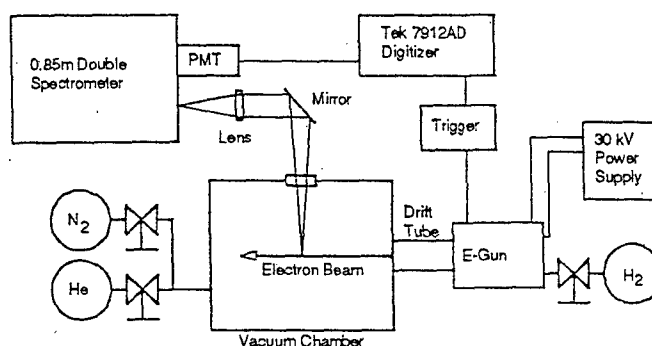 0.85m Double
Spectrometer
PMT
Tek 7912AD
Digitizer
Mirror
Lens
Trigger
30 kV
Power
Supply
N2
He
Drift
Tube
E-Gun
H2
Electron Beam
Vacuum Chamber